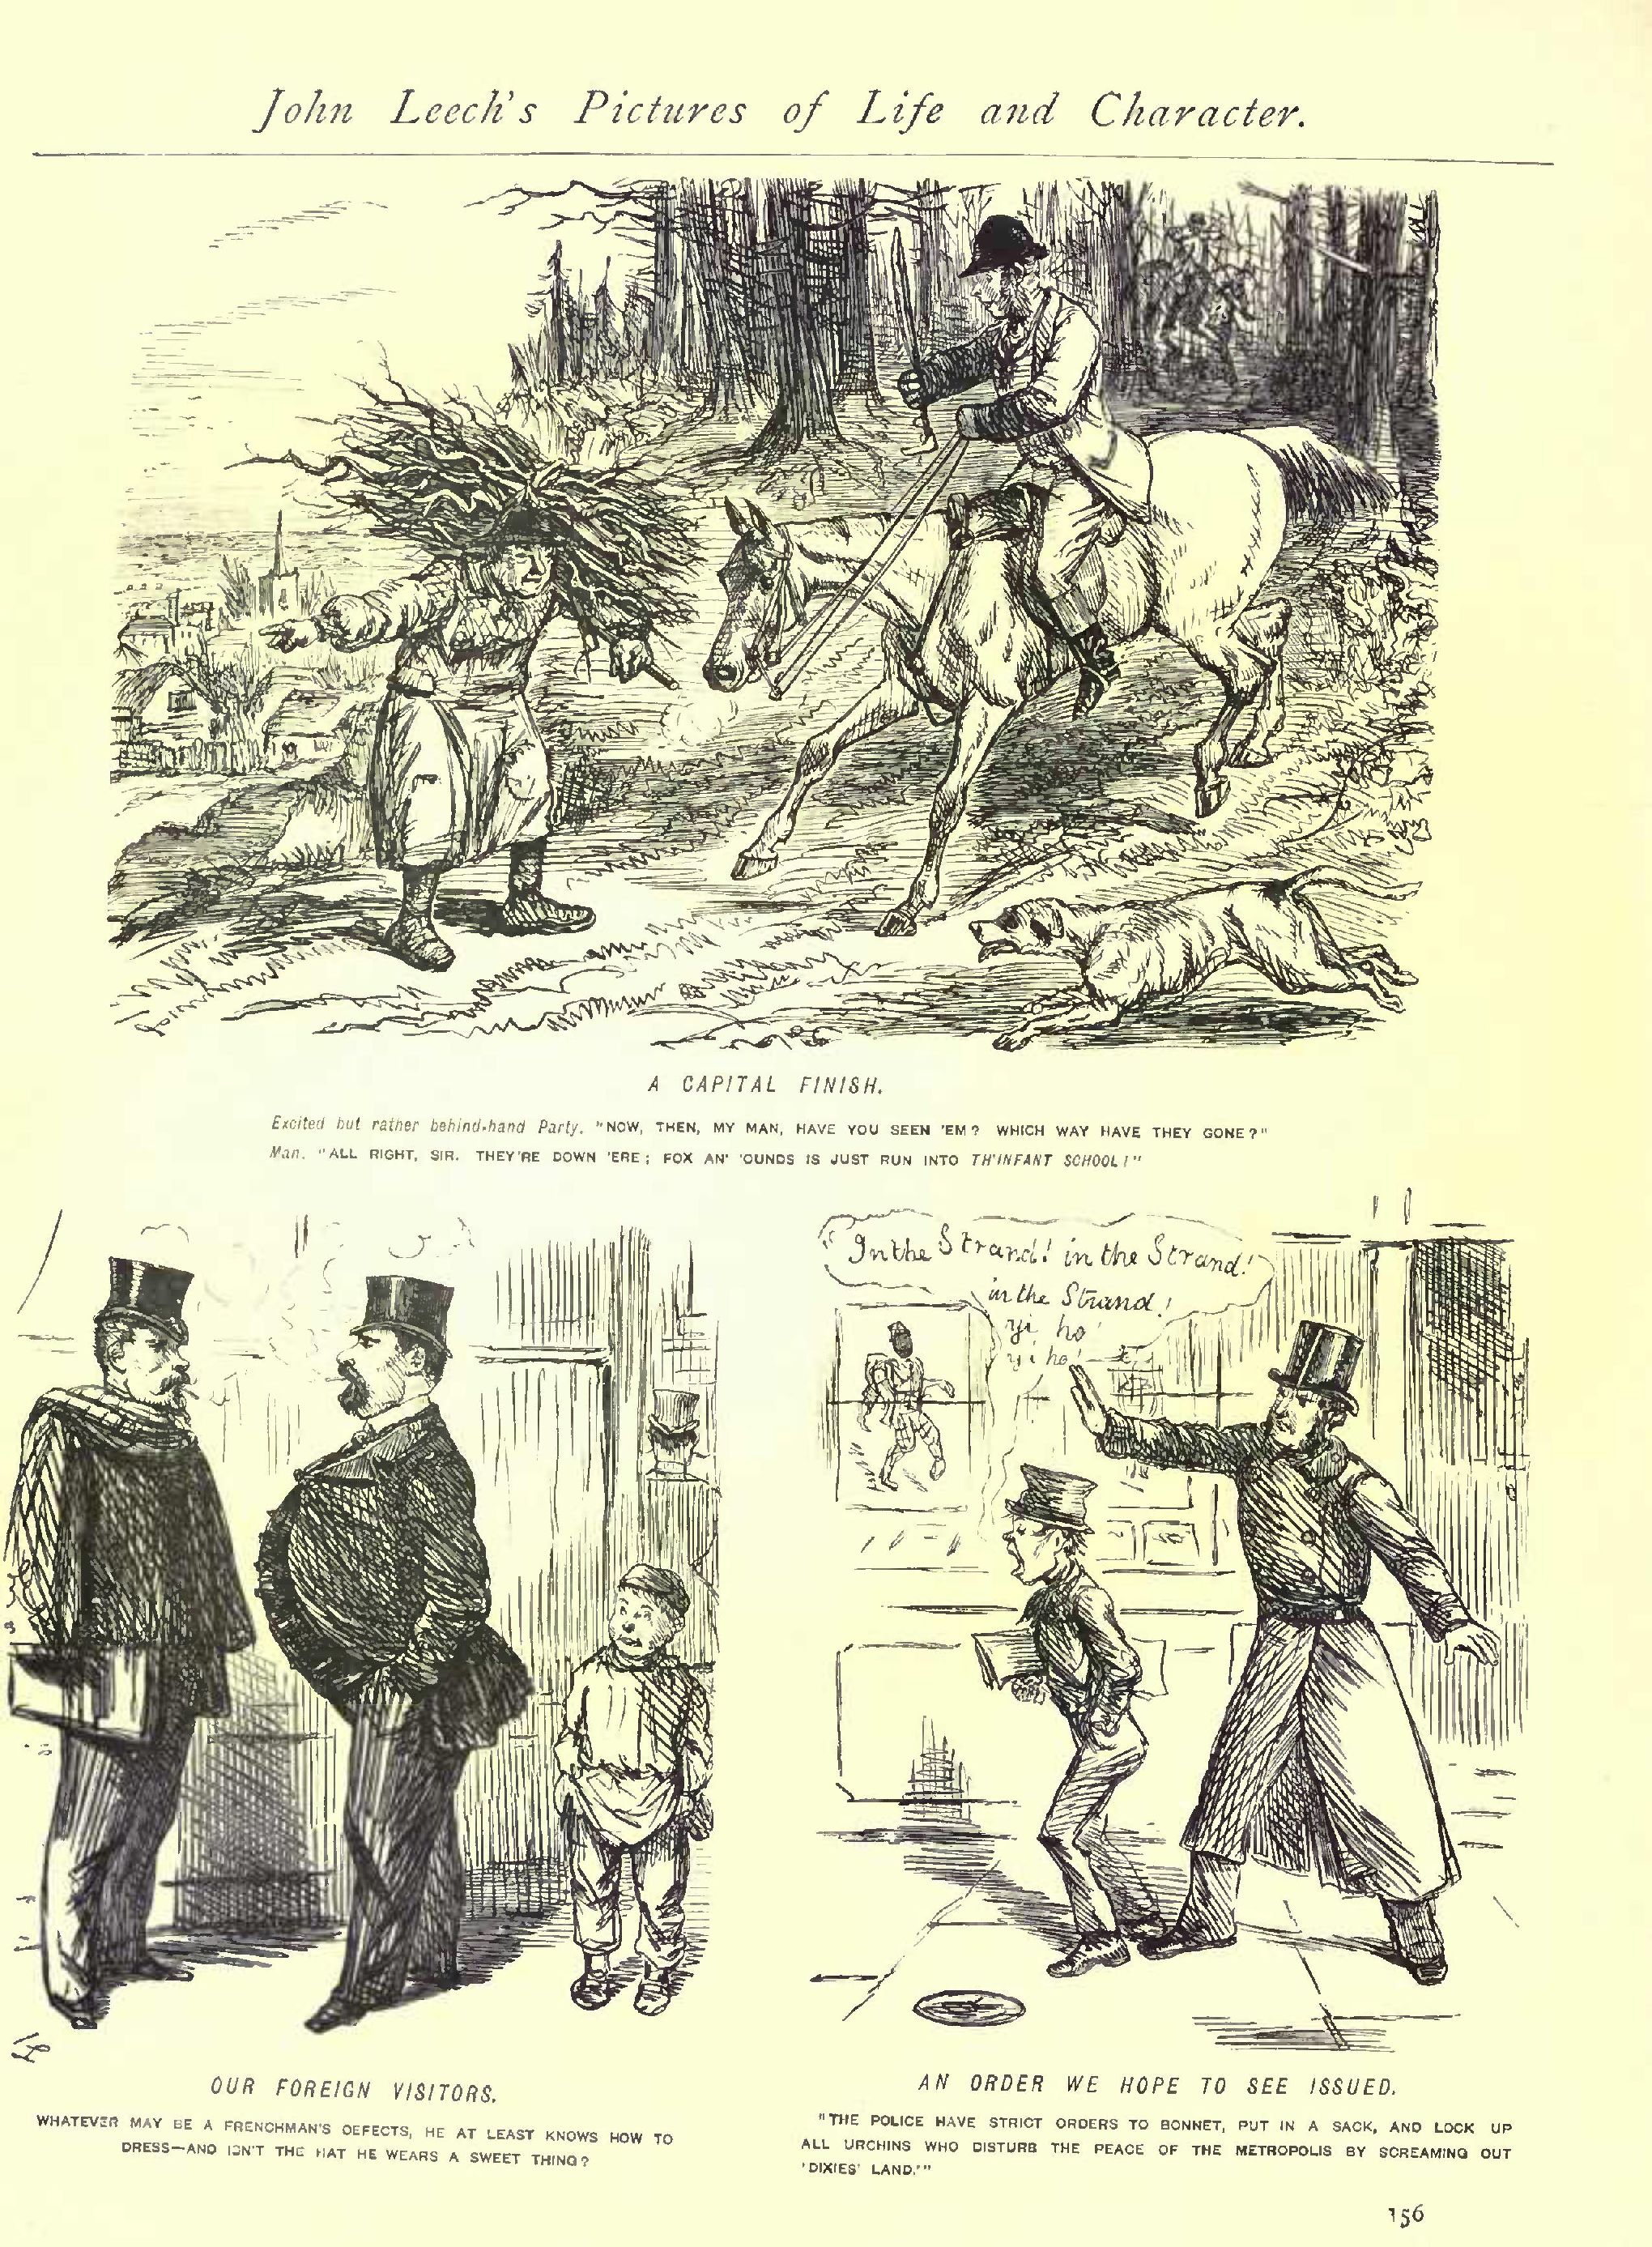 John Leech's Pictures of Life and Character.
A CAPITAL FINISH.
Excited but rather behind-hand Party. "NOW, THEN, MY MAN, HAVE YOU SEEN 'EM? WHICH WAY HAVE THEY GONE?"
Man. "ALL RIGHT, SIR. THEY'RE DOWN 'ERE; FOX AN' 'OUNDS IS JUST RUN INTO TH'INFANT SCHOOL!"
In the Strand! in the Strand!
in the Strand!
yi ho
yi ho!
OUR FOREIGN VISITORS.
WHATEVER MAY BE A FRENCHMAN'S DEFECTS, HE AT LEAST KNOWS HOW TO
DRESS—AND ISN'T THE HAT HE WEARS A SWEET THING?
AN ORDER WE HOPE TO SEE ISSUED.
"THE POLICE HAVE STRICT ORDERS TO BONNET, PUT IN A SACK, AND LOCK UP
ALL URCHINS WHO DISTURB THE PEACE OF THE METROPOLIS BY SCREAMING OUT
'DIXIES' LAND.'"
156